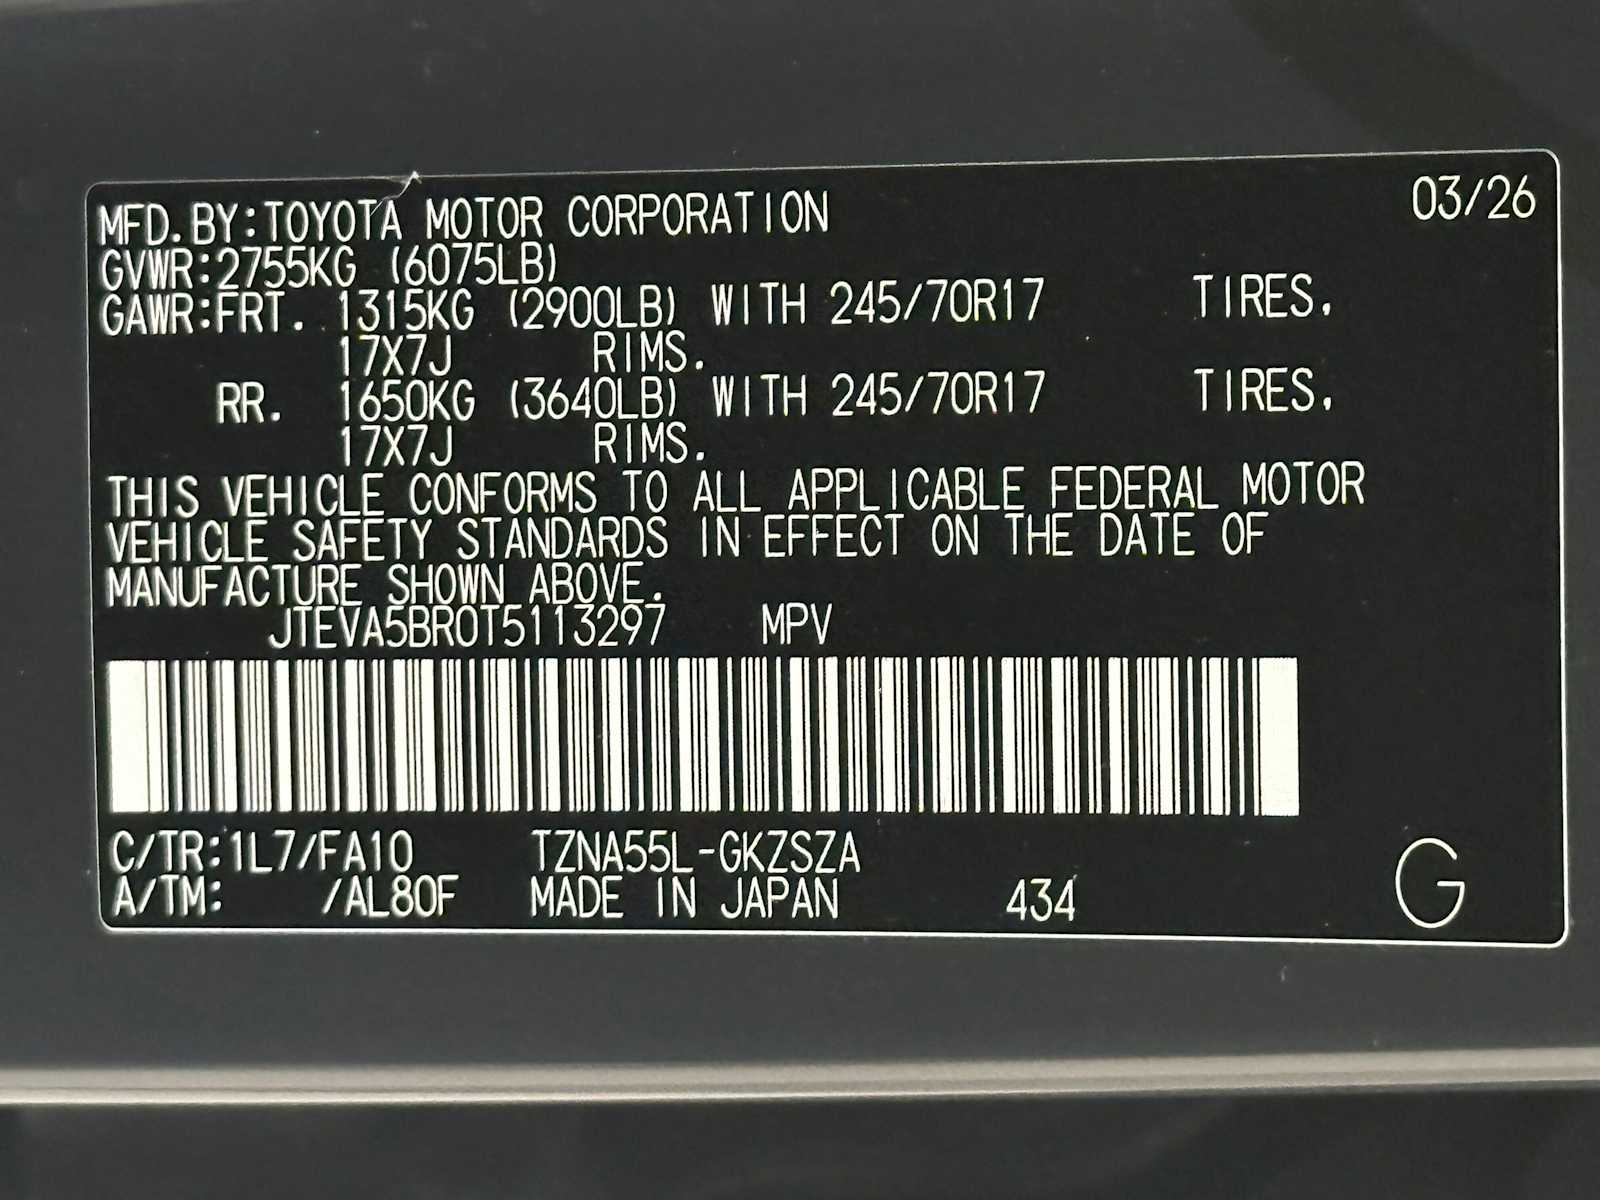 03/26
MFD.BY:TOYOTA MOTOR CORPORATION
GVWR:2755KG (6075LB)
GAWR:FRT. 1315KG (2900LB) WITH 245/70R17 TIRES.
17X7J RIMS.
RR. 1650KG (3640LB) WITH 245/70R17 TIRES.
17X7J RIMS.
THIS VEHICLE CONFORMS TO ALL APPLICABLE FEDERAL MOTOR
VEHICLE SAFETY STANDARDS IN EFFECT ON THE DATE OF
MANUFACTURE SHOWN ABOVE.
JTEVA5BR0T5113297 MPV
C/TR:1L7/FA10 TZNA55L-GKZSZA
A/TM: /AL80F MADE IN JAPAN 434 G